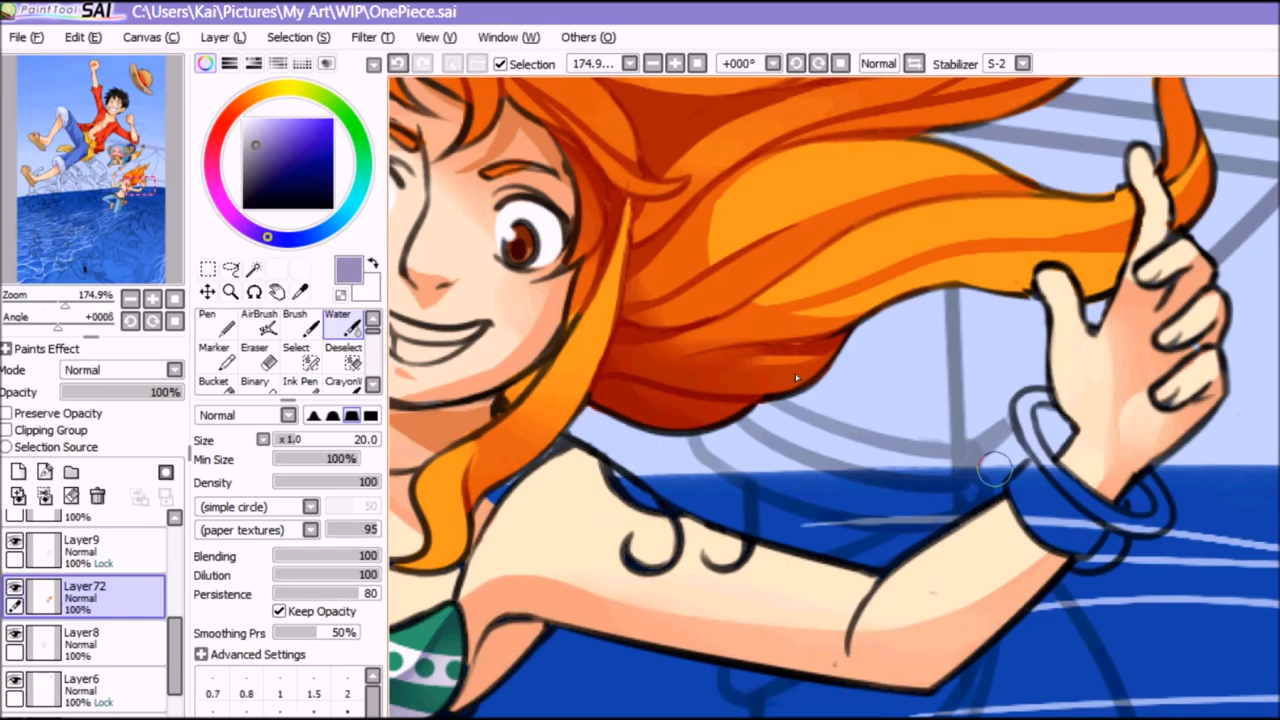 PaintTool SAI C:\Users\Kai\Pictures\My Art\WIP\OnePiece.sai
File (F) Edit (E) Canvas (C) Layer (L) Selection (S) Filter (T) View (V) Window (W) Others (O)
Selection 174.9... +000° Normal Stabilizer S-2
Zoom 174.9%
Angle +000ß
Paints Effect
Mode Normal
Opacity 100%
Preserve Opacity
Clipping Group
Selection Source
100%
Layer9
Normal
100% Lock
Layer72
Normal
100%
Layer8
Normal
100%
Layer6
Normal
100% Lock
Pen AirBrush Brush Water
Marker Eraser Select Deselect
Bucket Binary Ink Pen CrayonW
Normal
Size x 1.0 20.0
Min Size 100%
Density 100
(simple circle) 50
(paper textures) 95
Blending 100
Dilution 100
Persistence 80
Keep Opacity
Smoothing Prs 50%
Advanced Settings
0.7 0.8 1 1.5 2